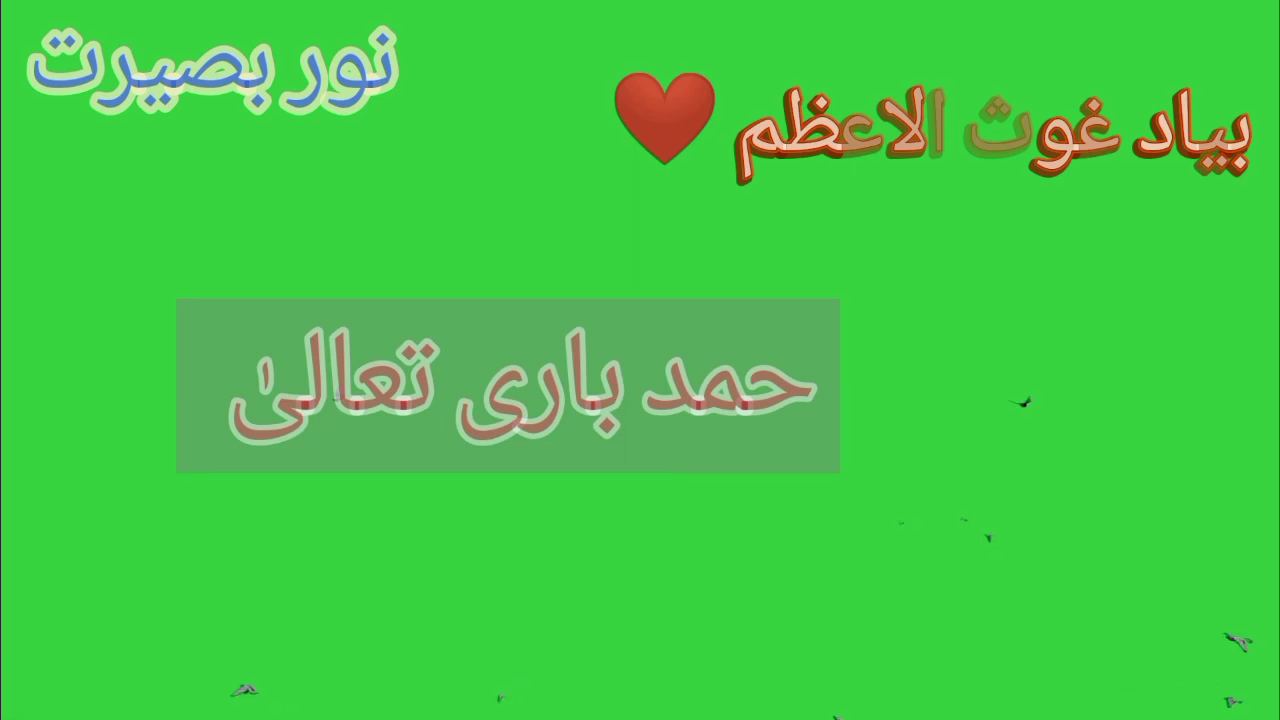 نور بصیرت
بیاد غوث الاعظم ❤️
حمد باری تعالیٰ